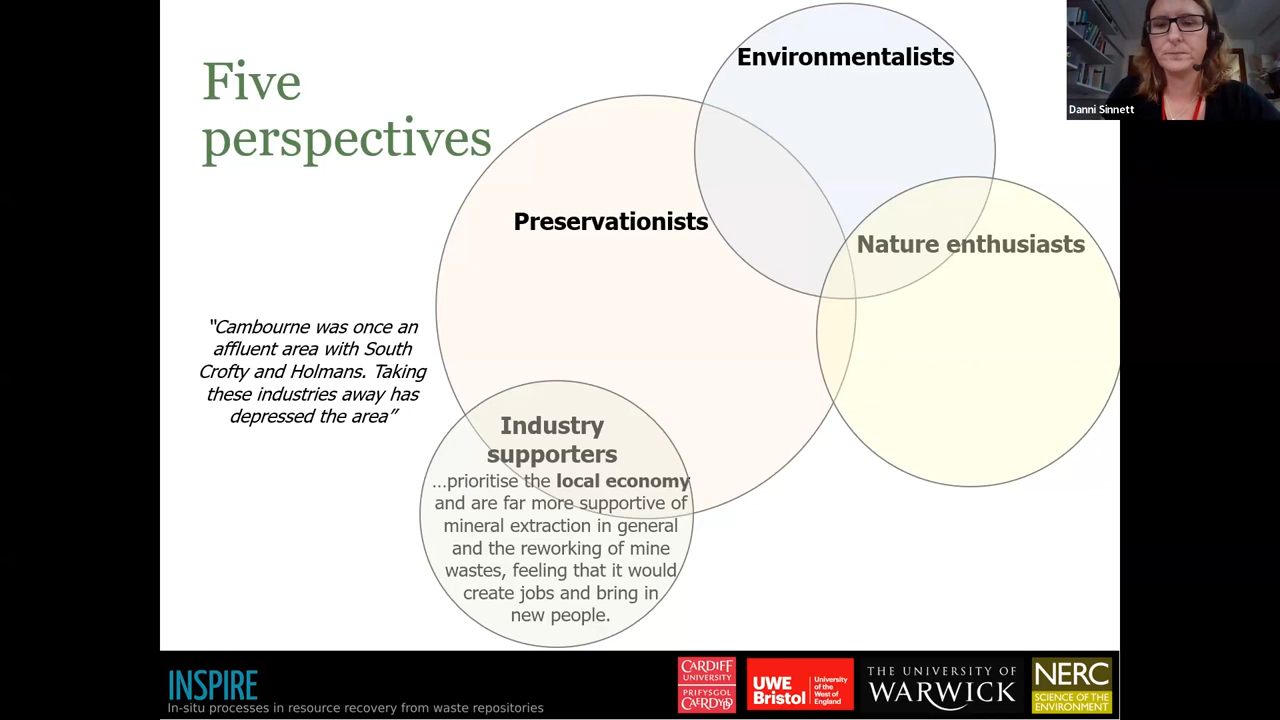 Five
perspectives
Environmentalists
Danni Sinnett
Preservationists
Nature enthusiasts
“Cambourne was once an
affluent area with South
Crofty and Holmans. Taking
these industries away has
depressed the area”
Industry
supporters
…prioritise the local economy
and are far more supportive of
mineral extraction in general
and the reworking of mine
wastes, feeling that it would
create jobs and bring in
new people.
INSPIRE
In-situ processes in resource recovery from waste repositories
CARDIFF
UNIVERSITY
PRIFYSGOL
CAERDYDD
UWE
Bristol
University
of the
West of
England
THE UNIVERSITY OF
WARWICK
NERC
SCIENCE OF THE
ENVIRONMENT